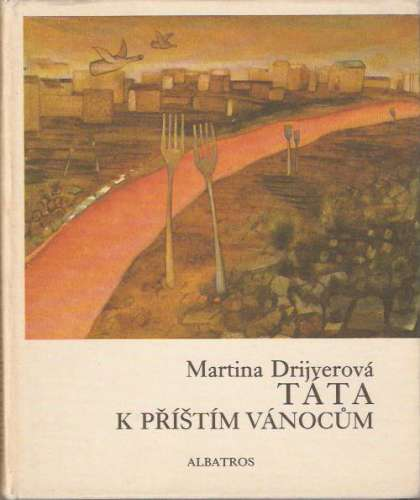 Martina Drijverová
TÁTA
K PŘÍŠTÍM VÁNOCŮM
ALBATROS